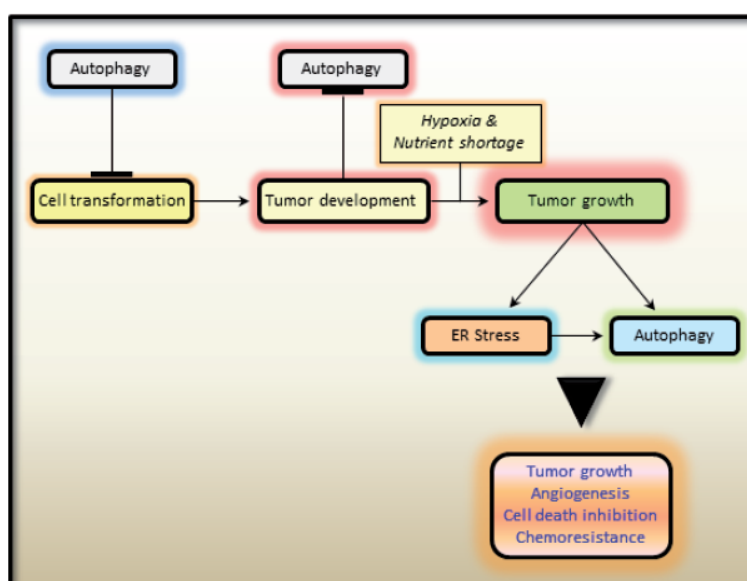 Autophagy
Autophagy
Hypoxia &
Nutrient shortage
Cell transformation
Tumor development
Tumor growth
ER Stress
Autophagy
Tumor growth
Angiogenesis
Cell death inhibition
Chemoresistance